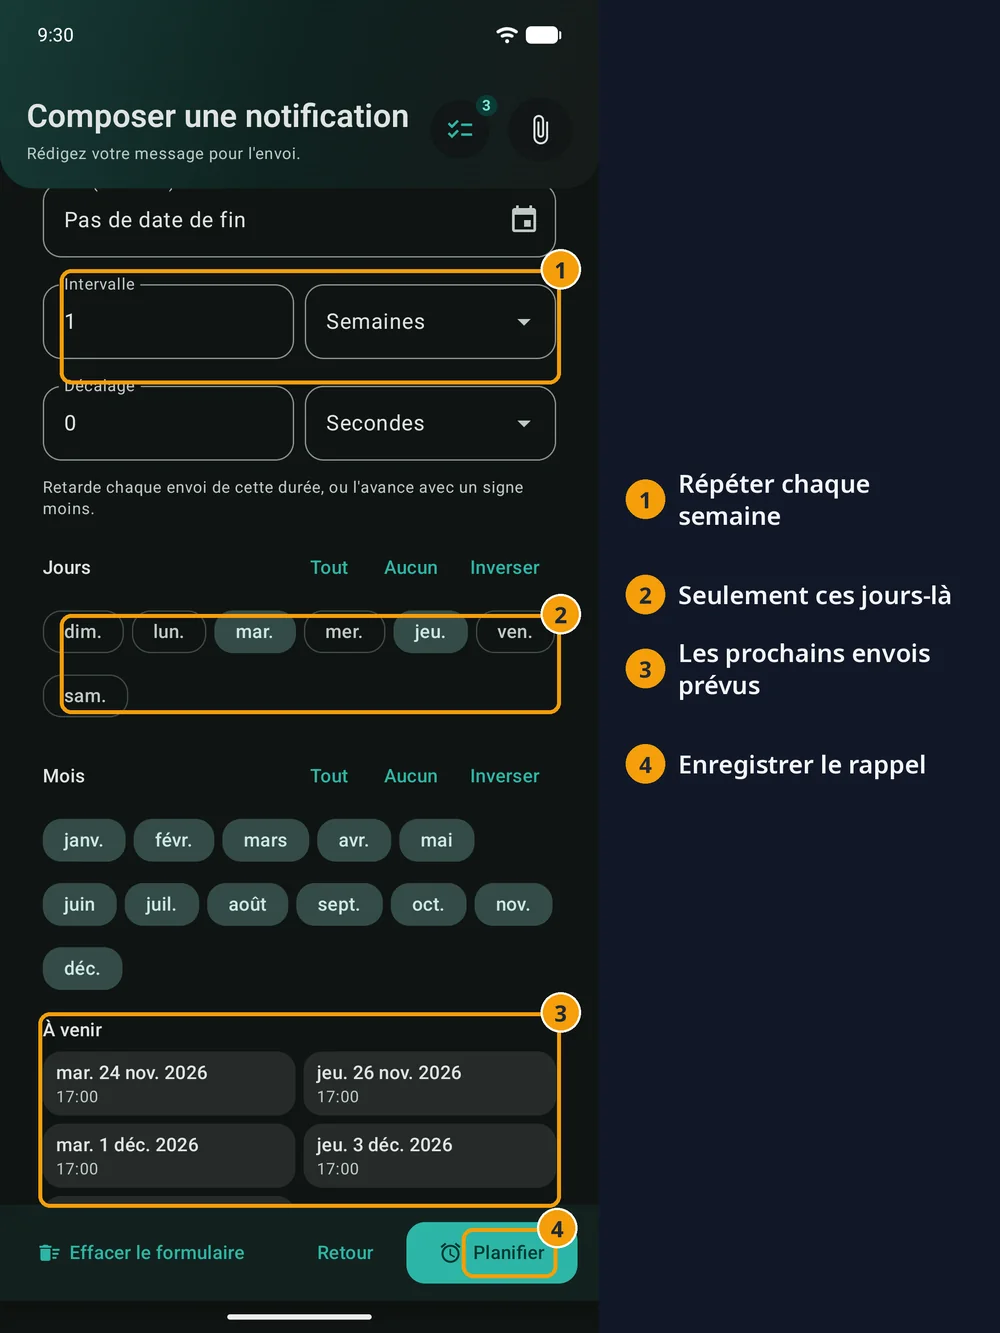 9:30
Composer une notification
3
Rédigez votre message pour l'envoi.
Pas de date de fin
1
Intervalle
1
Semaines
Décalage
0
Secondes
Retarde chaque envoi de cette durée, ou l'avance avec un signe
moins.
Jours
Tout
Aucun
Inverser
2
dim.
lun.
mar.
mer.
jeu.
ven.
sam.
Mois
Tout
Aucun
Inverser
janv.
févr.
mars
avr.
mai
juin
juil.
août
sept.
oct.
nov.
déc.
3
À venir
mar. 24 nov. 2026
17:00
jeu. 26 nov. 2026
17:00
mar. 1 déc. 2026
17:00
jeu. 3 déc. 2026
17:00
4
Effacer le formulaire
Retour
Planifier
1 Répéter chaque
semaine
2 Seulement ces jours-là
3 Les prochains envois
prévus
4 Enregistrer le rappel